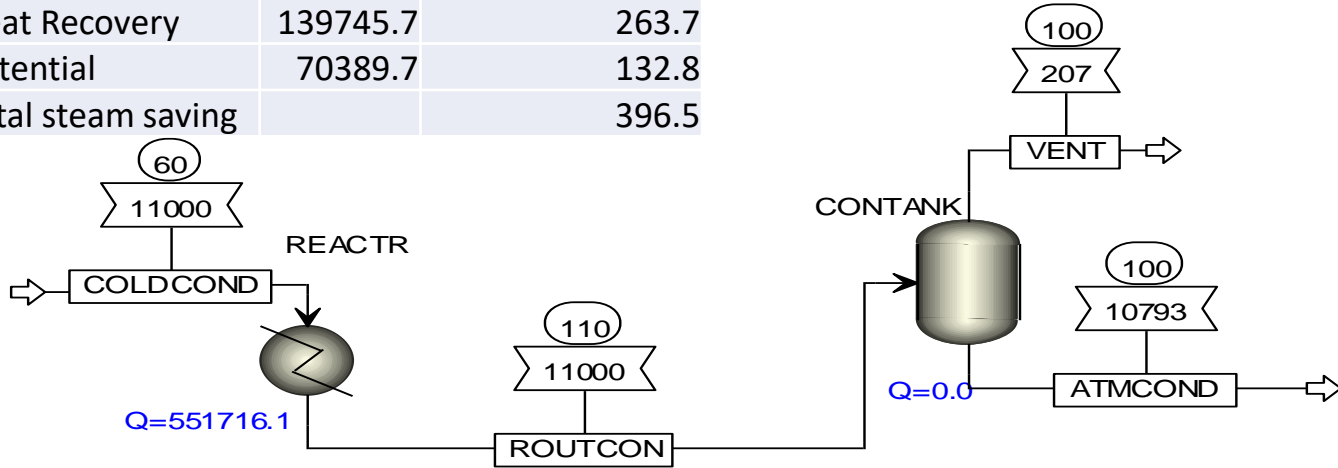 eat Recovery 139745.7 263.7
tential 70389.7 132.8
tal steam saving 396.5
100
207
VENT
60
11000
REACTR
COLDCOND
CONTANK
100
10793
110
11000
Q=0.0
ATMCOND
Q=551716.1
ROUTCON